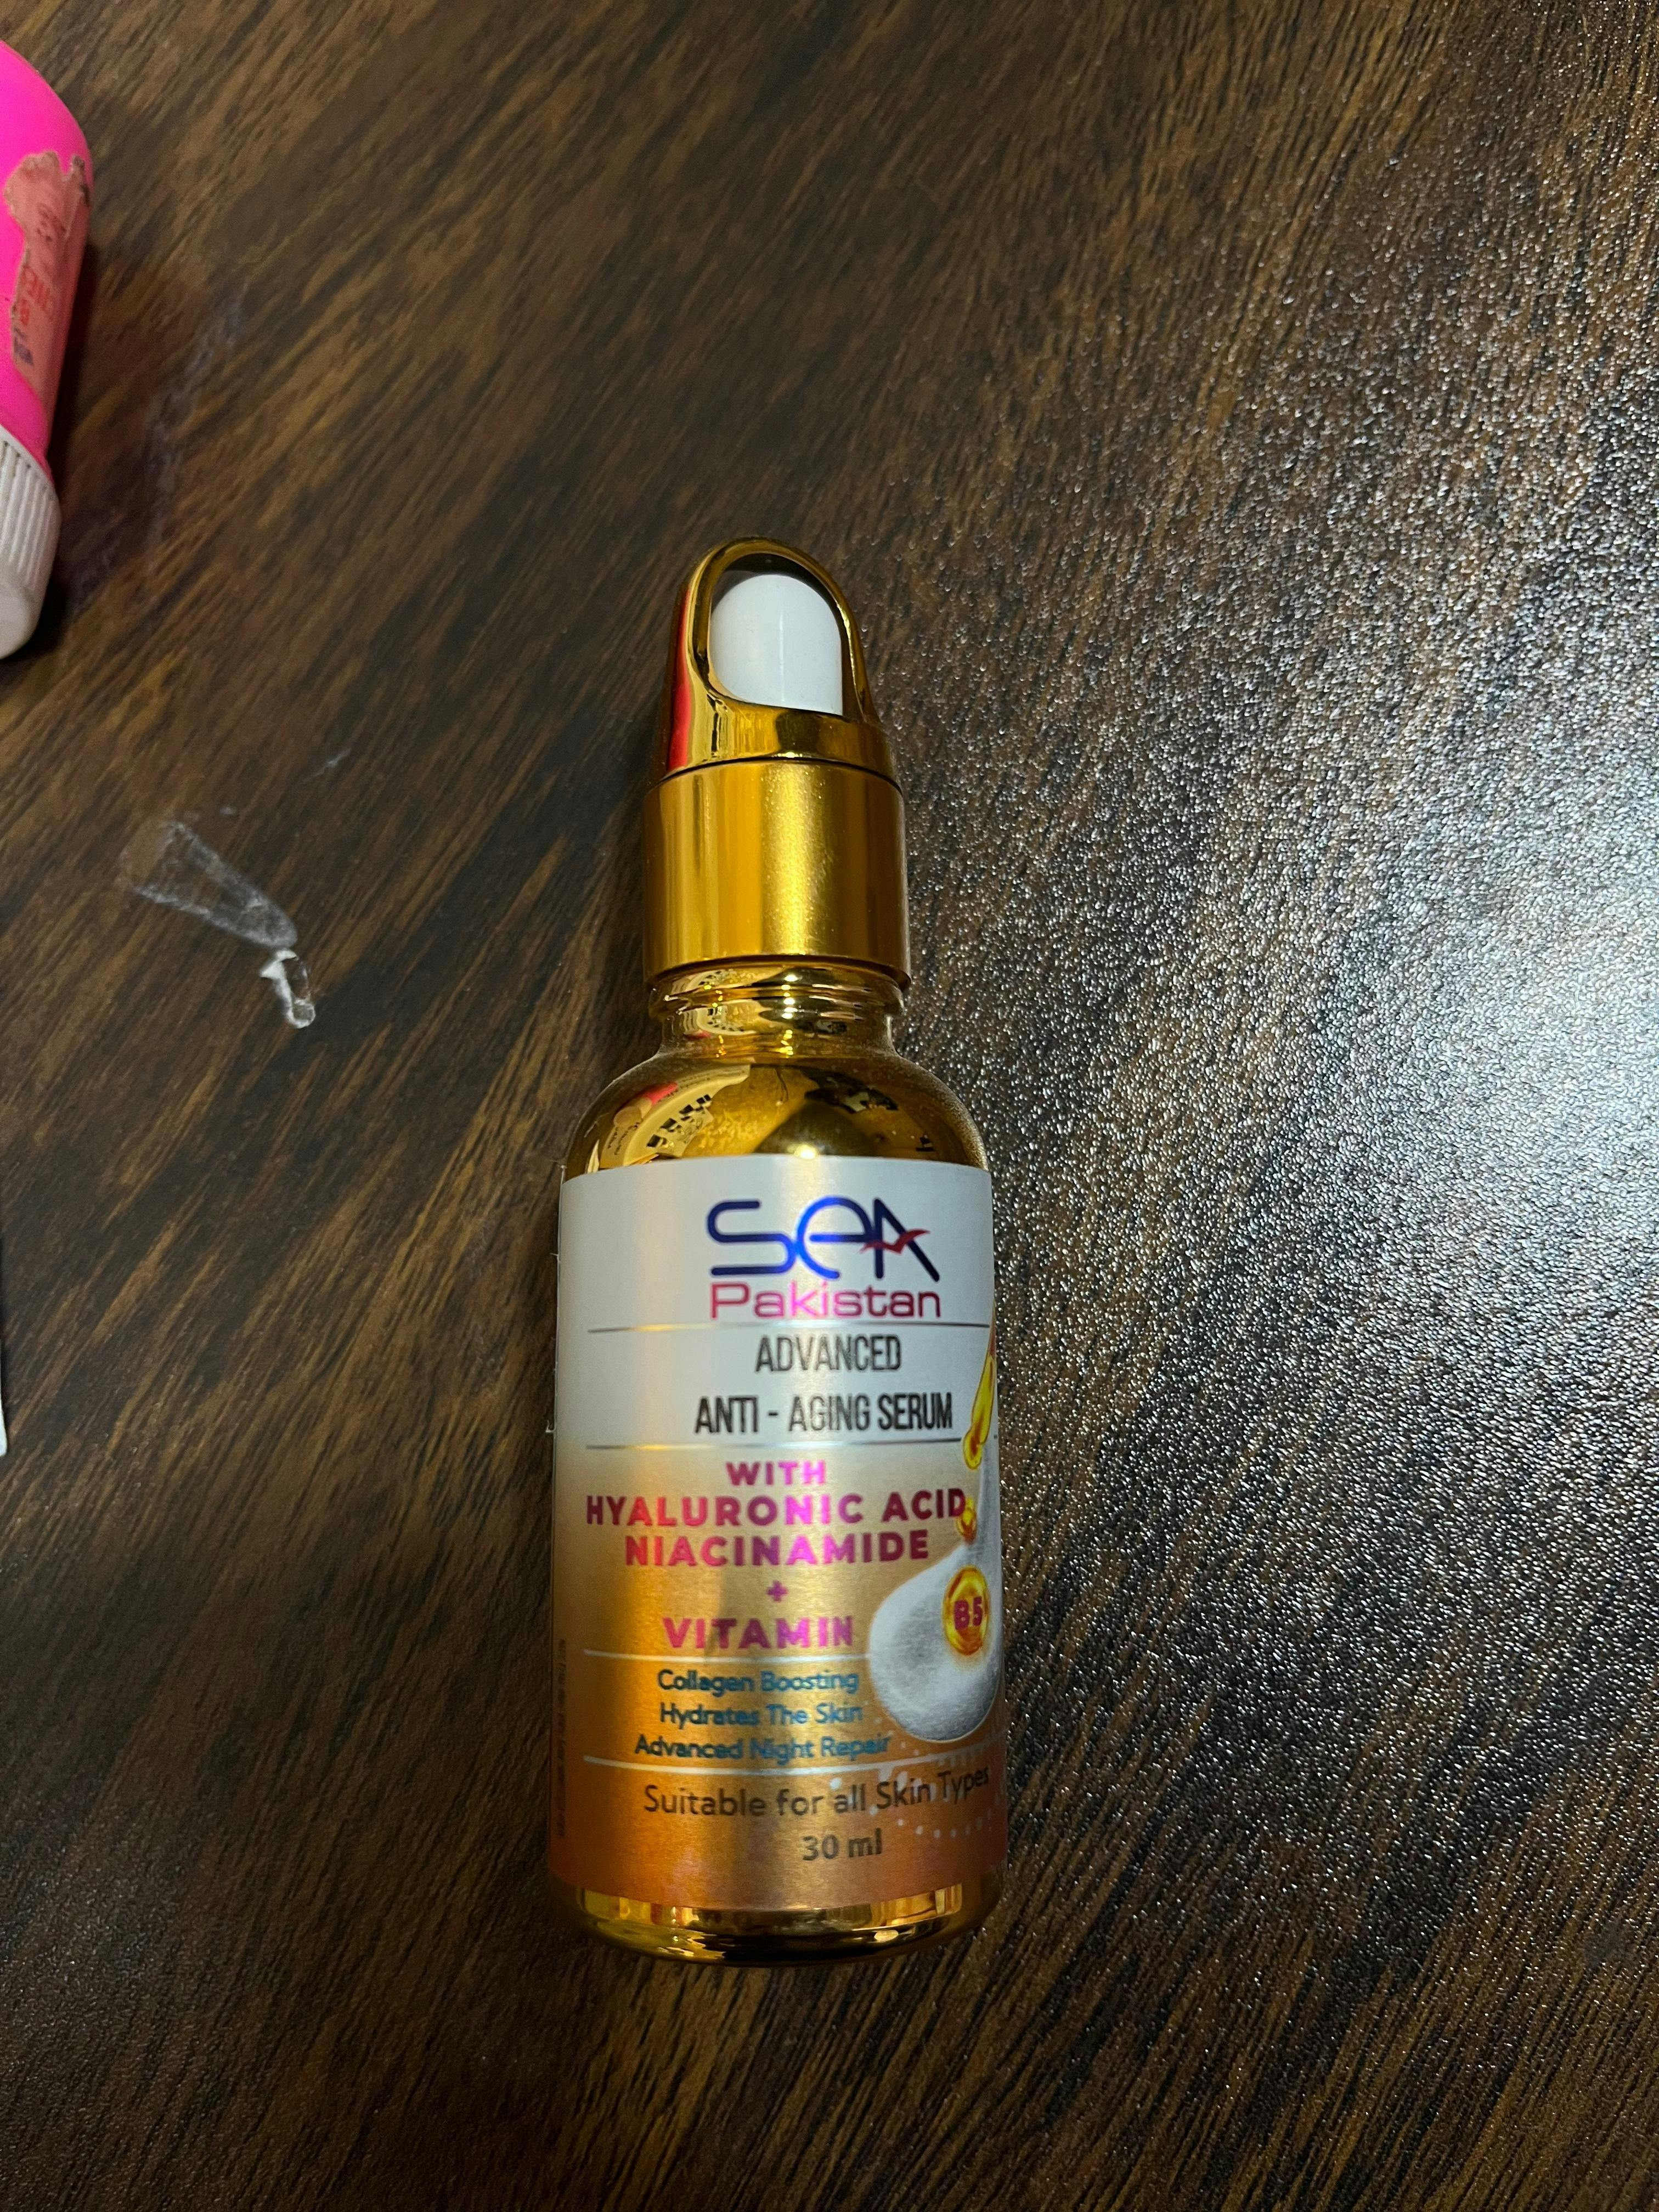 SEA
Pakistan
ADVANCED
ANTI - AGING SERUM
WITH
HYALURONIC ACID
NIACINAMIDE
+
VITAMIN
B5
Collagen Boosting
Hydrates The Skin
Advanced Night Repair
Suitable for all Skin Types
30 ml